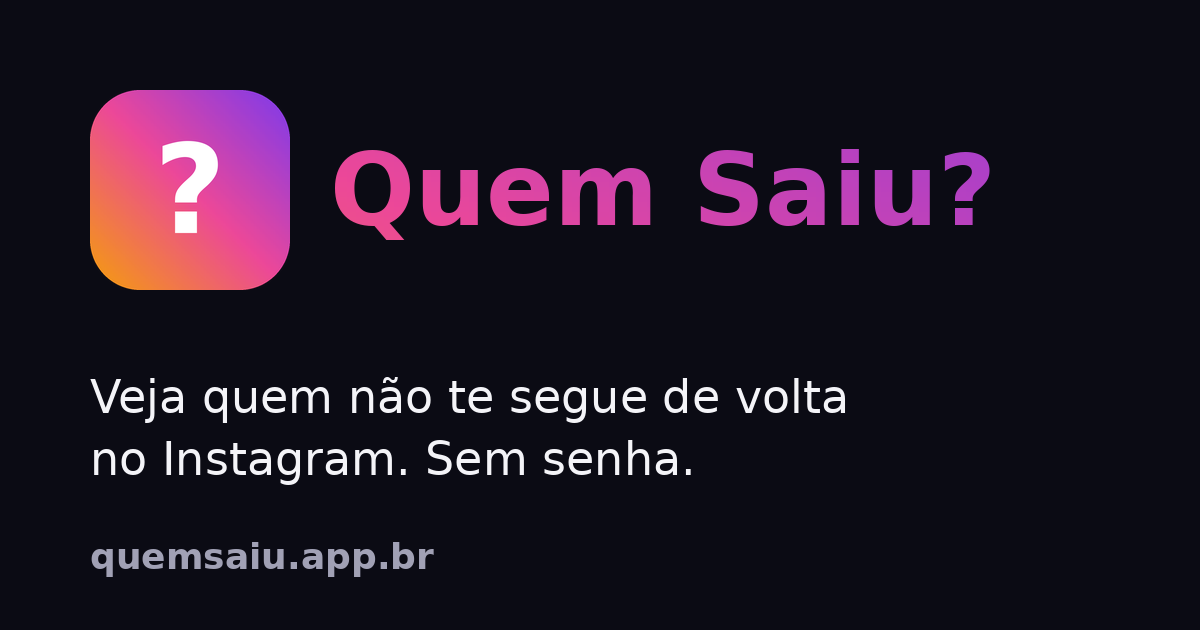 ?
Quem Saiu?
Veja quem não te segue de volta
no Instagram. Sem senha.
quemsaiu.app.br